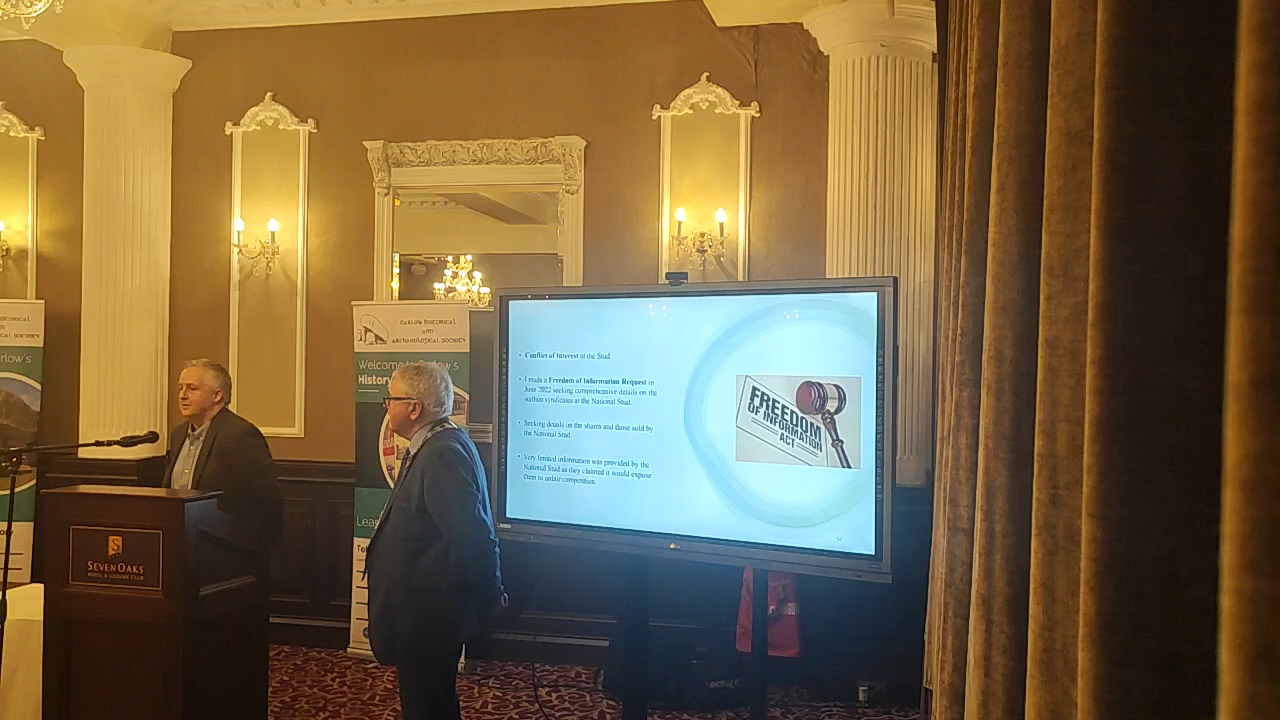 CARLOW HISTORICAL
AND
ARCHAEOLOGICAL SOCIETY
Welcome to Carlow's
History
SEVEN OAKS
HOTEL & LEISURE CLUB
• Conflict of Interest at the Stud.
• I made a Freedom of Information Request in
June 2022 seeking comprehensive details on the
stallion syndicates at the National Stud.
• Seeking details on the shares and those sold by
the National Stud.
• Very limited information was provided by the
National Stud as they claimed it would expose
them to unfair competition.
FREEDOM
OF INFORMATION
ACT